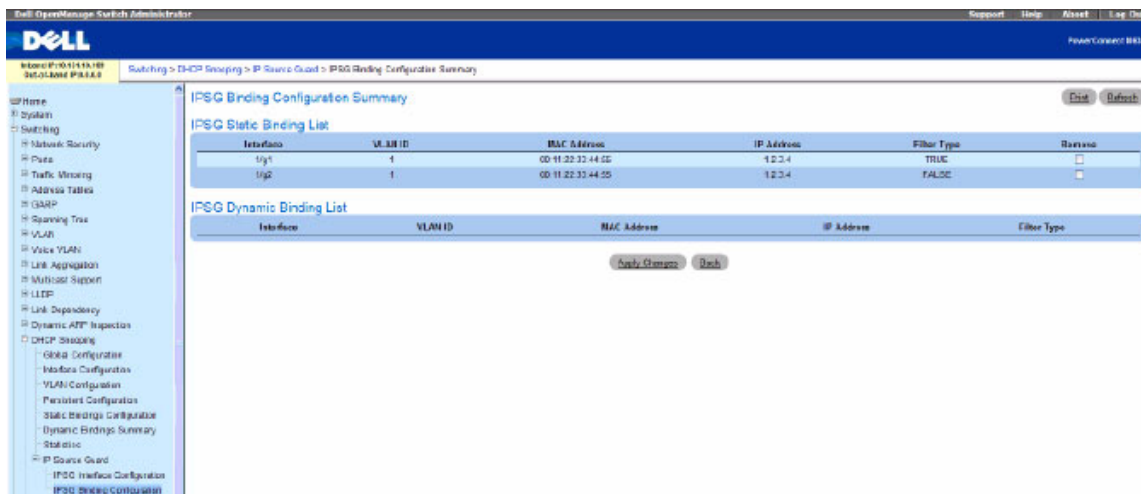 Dell OpenManage Switch Administrator Support Help About Log Ou
DELL
PowerConnect M63
Switching > DHCP Snooping > IP Source Guard > IPSG Binding Configuration Summary
Home
System
Switching
Network Security
Ports
Traffic Mirroring
Address Tables
GARP
Spanning Tree
VLAN
Voice VLAN
Link Aggregation
Multicast Support
LLDP
Link Dependency
Dynamic ARP Inspection
DHCP Snooping
Global Configuration
Interface Configuration
VLAN Configuration
Persistent Configuration
Static Bindings Configuration
Dynamic Bindings Summary
Statistics
IP Source Guard
IPSG Interface Configuration
IPSG Binding Configuration
IPSG Binding Configuration Summary Print Refresh
IPSG Static Binding List
Interface VLAN ID MAC Address IP Address Filter Type Remove
1/g1 1 00:11:22:33:44:55 1.2.3.4 TRUE
1/g2 1 00:11:22:33:44:55 1.2.3.4 FALSE
IPSG Dynamic Binding List
Interface VLAN ID MAC Address IP Address Filter Type
Apply Changes Back